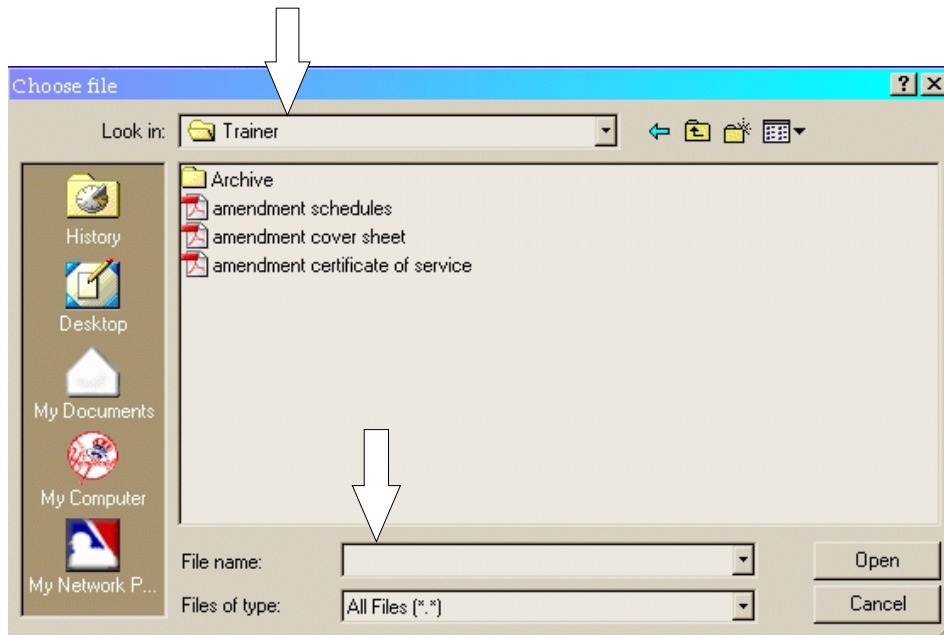 Choose file
Look in: Trainer
Archive
amendment schedules
amendment cover sheet
amendment certificate of service
History
Desktop
My Documents
My Computer
My Network P...
File name:
Open
Files of type: All Files (*.*)
Cancel